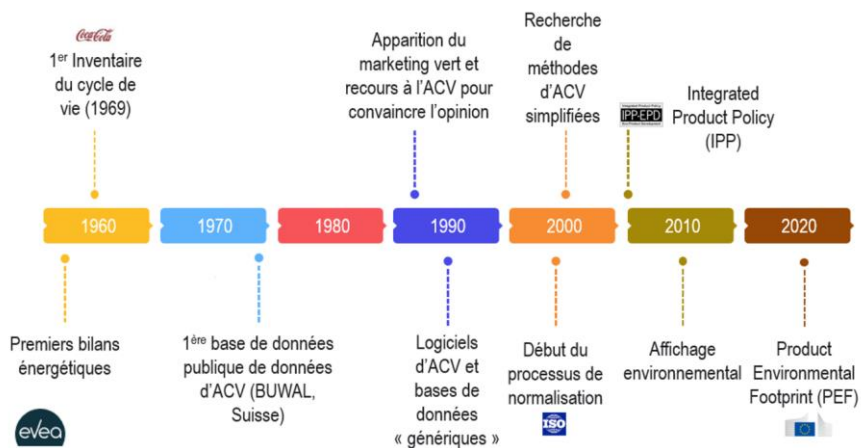 Coca-Cola
1er Inventaire
du cycle de
vie (1969)
Apparition du
marketing vert et
recours à l’ACV pour
convaincre l’opinion
Recherche
de
méthodes
d’ACV
simplifiées
IPP-EPD
Integrated
Product Policy
(IPP)
1960
1970
1980
1990
2000
2010
2020
Premiers bilans
énergétiques
1ère base de données
publique de données
d’ACV (BUWAL,
Suisse)
Logiciels
d’ACV et
bases de
données
« génériques »
Début du
processus de
normalisation
ISO
Affichage
environnemental
Product
Environmental
Footprint (PEF)
evea